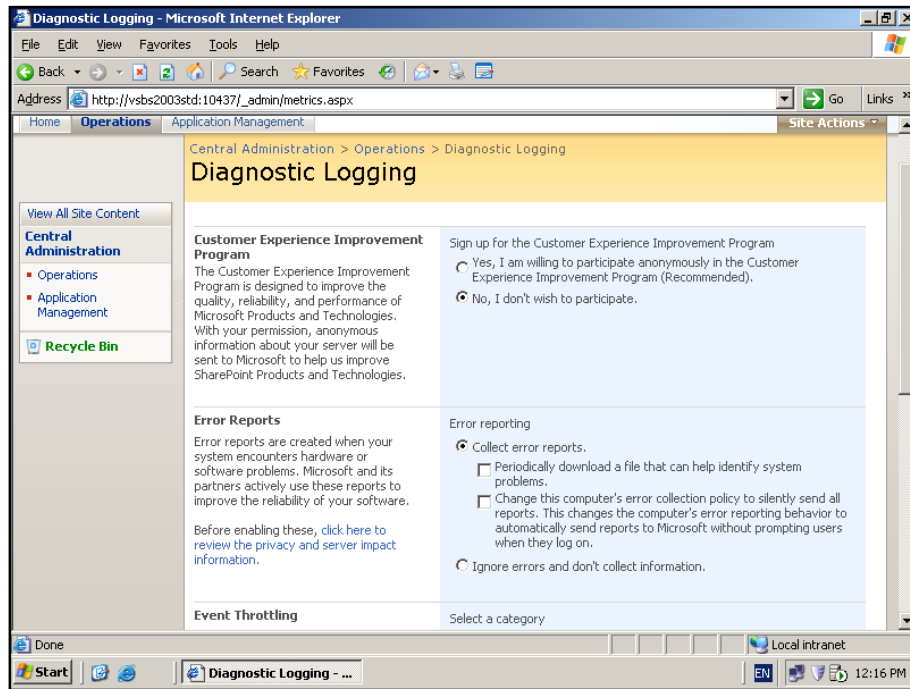 Diagnostic Logging - Microsoft Internet Explorer
File Edit View Favorites Tools Help
Back Search Favorites
Address http://vsbs2003std:10437/_admin/metrics.aspx Go Links »
Home Operations Application Management Site Actions
Central Administration > Operations > Diagnostic Logging
Diagnostic Logging
View All Site Content
Central
Administration
Operations
Application
Management
Recycle Bin
Customer Experience Improvement
Program
The Customer Experience Improvement
Program is designed to improve the
quality, reliability, and performance of
Microsoft Products and Technologies.
With your permission, anonymous
information about your server will be
sent to Microsoft to help us improve
SharePoint Products and Technologies.
Sign up for the Customer Experience Improvement Program
Yes, I am willing to participate anonymously in the Customer
Experience Improvement Program (Recommended).
No, I don't wish to participate.
Error Reports
Error reports are created when your
system encounters hardware or
software problems. Microsoft and its
partners actively use these reports to
improve the reliability of your software.
Before enabling these, click here to
review the privacy and server impact
information.
Error reporting
Collect error reports.
Periodically download a file that can help identify system
problems.
Change this computer's error collection policy to silently send all
reports. This changes the computer's error reporting behavior to
automatically send reports to Microsoft without prompting users
when they log on.
Ignore errors and don't collect information.
Event Throttling
Select a category
Done Local intranet
Start Diagnostic Logging - ... EN 12:16 PM